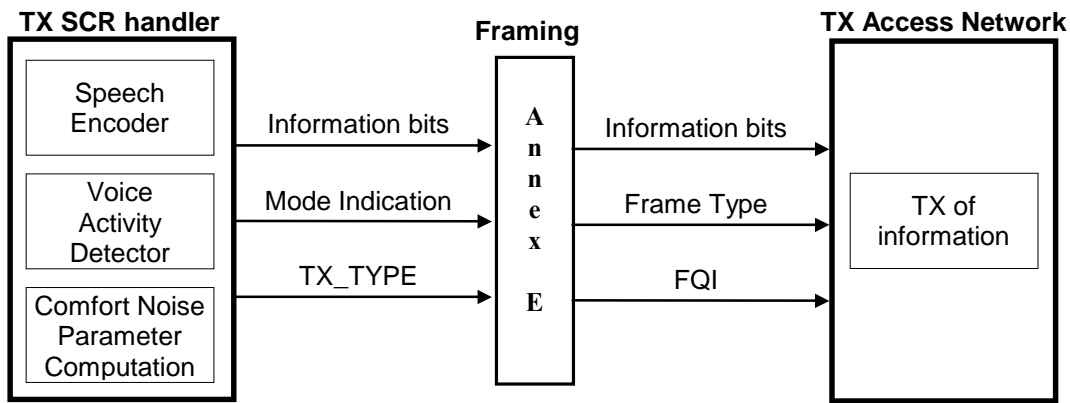 TX SCR handler
Framing
TX Access Network
Speech
Encoder
Voice
Activity
Detector
Comfort Noise
Parameter
Computation
Information bits
Mode Indication
TX_TYPE
A
n
n
e
x
E
Information bits
Frame Type
FQI
TX of
information